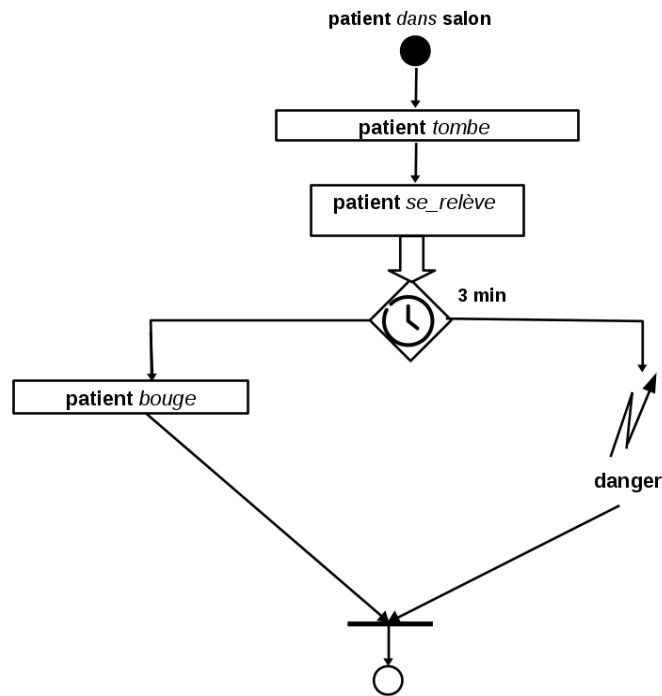 patient dans salon
patient tombe
patient se_relève
3 min
patient bouge
danger